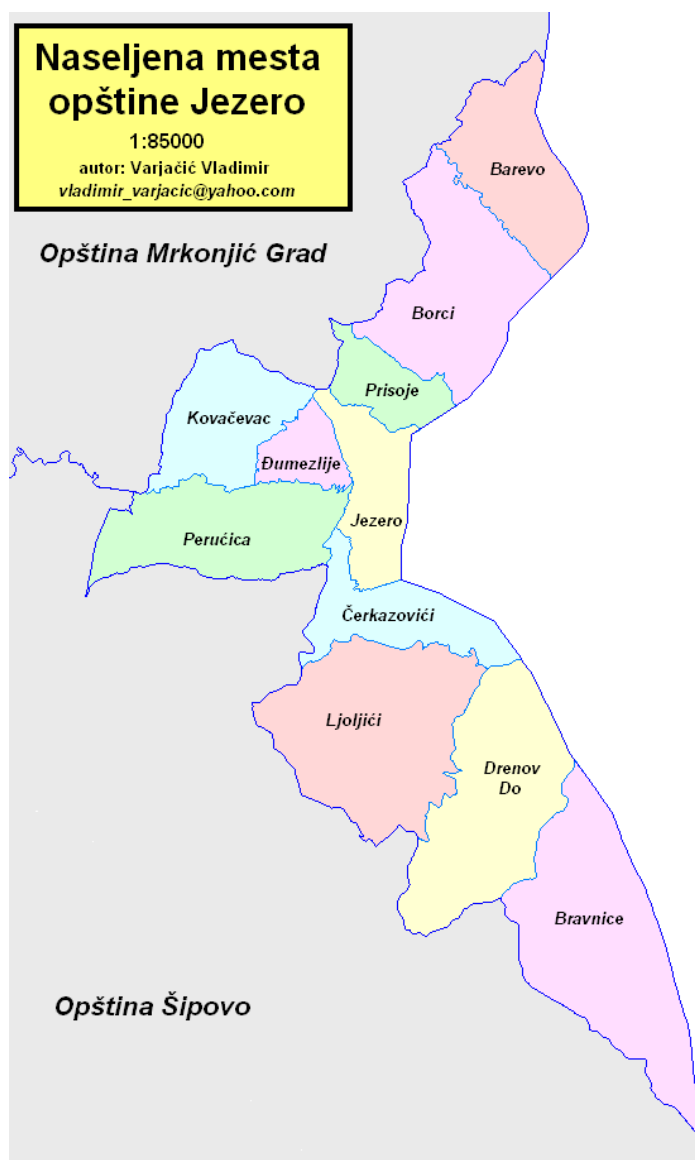 Naseljena mesta
opštine Jezero
1:85000
autor: Varjačić Vladimir
vladimir_varjacic@yahoo.com
Barevo
Opština Mrkonjić Grad
Borci
Prisoje
Kovačevac
Đumezlije
Jezero
Perućica
Čerkazovići
Ljoljići
Drenov
Do
Bravnice
Opština Šipovo